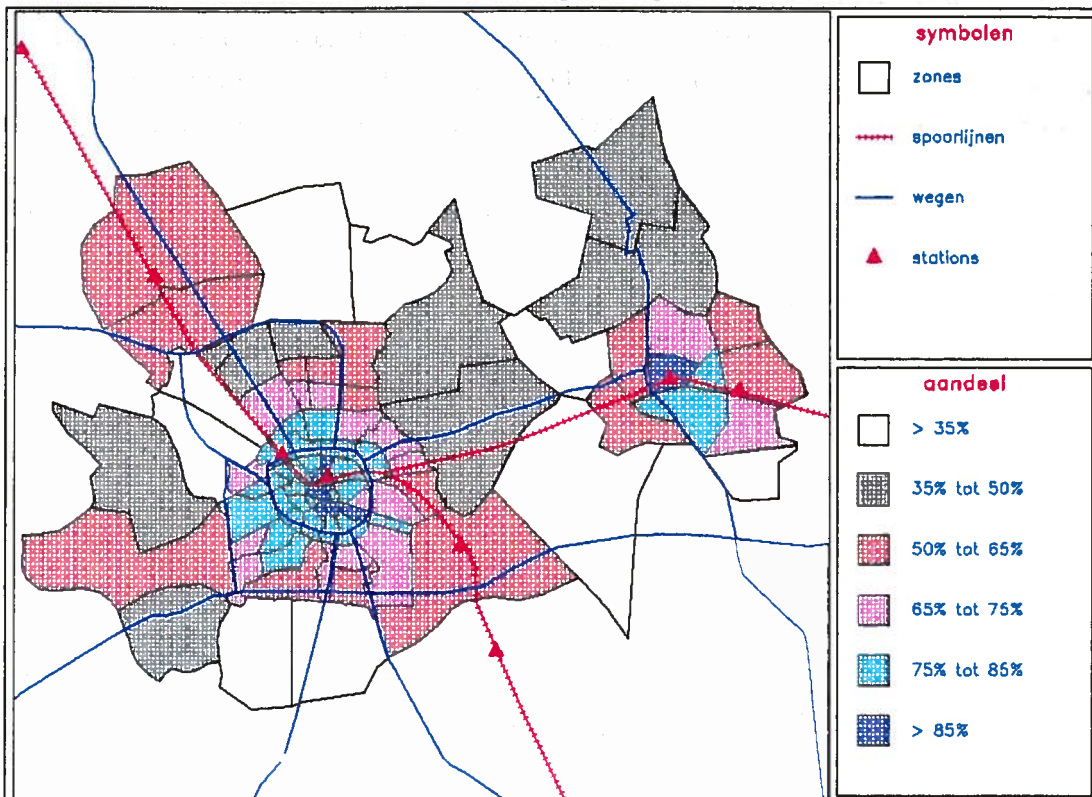 symbolen
zones
spoorlijnen
wegen
stations
aandeel
> 35%
35% tot 50%
50% tot 65%
65% tot 75%
75% tot 85%
> 85%